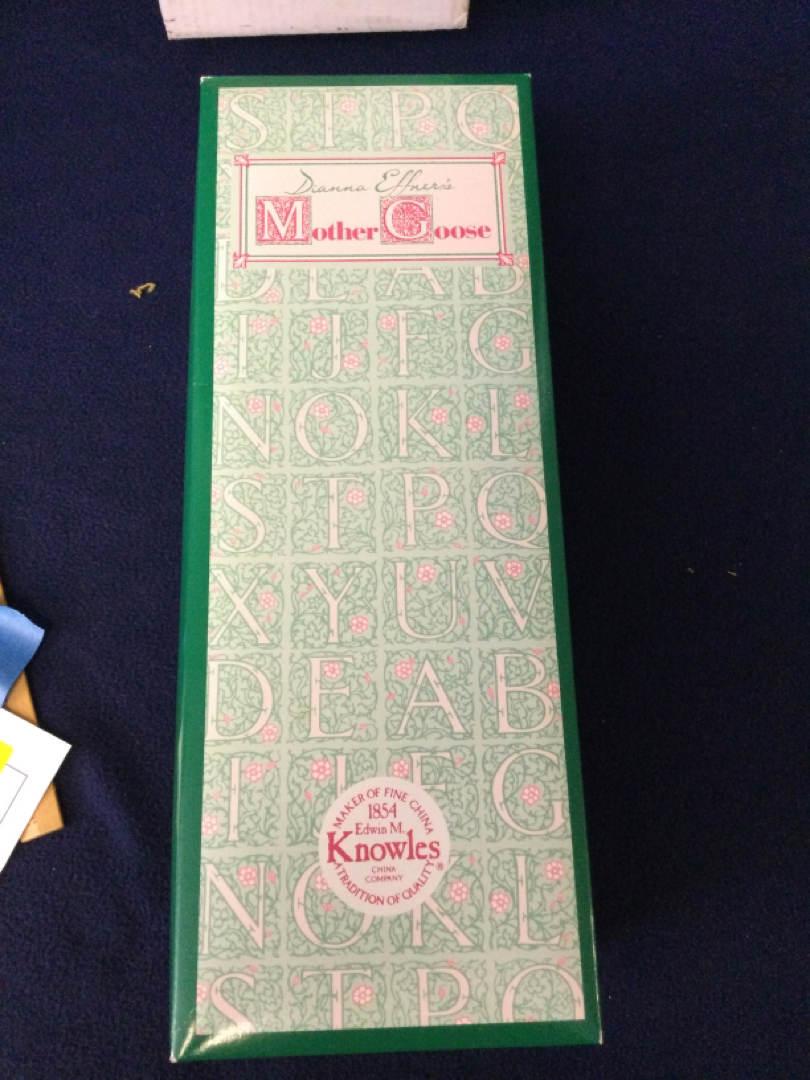 S T P Q
Dianna Effner's
Mother Goose
D E A B
I J F G
N O K L
S T P Q
X Y U V
D E A B
I J F G
MAKER OF FINE CHINA
1854
Edwin M.
Knowles®
CHINA
COMPANY
A TRADITION OF QUALITY
N O K L
S T P Q